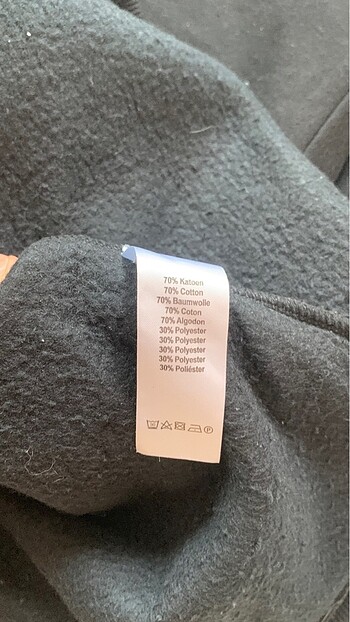 70% Katoen
70% Cotton
70% Baumwolle
70% Coton
70% Algodon
30% Polyester
30% Polyester
30% Polyester
30% Polyester
30% Poliéster